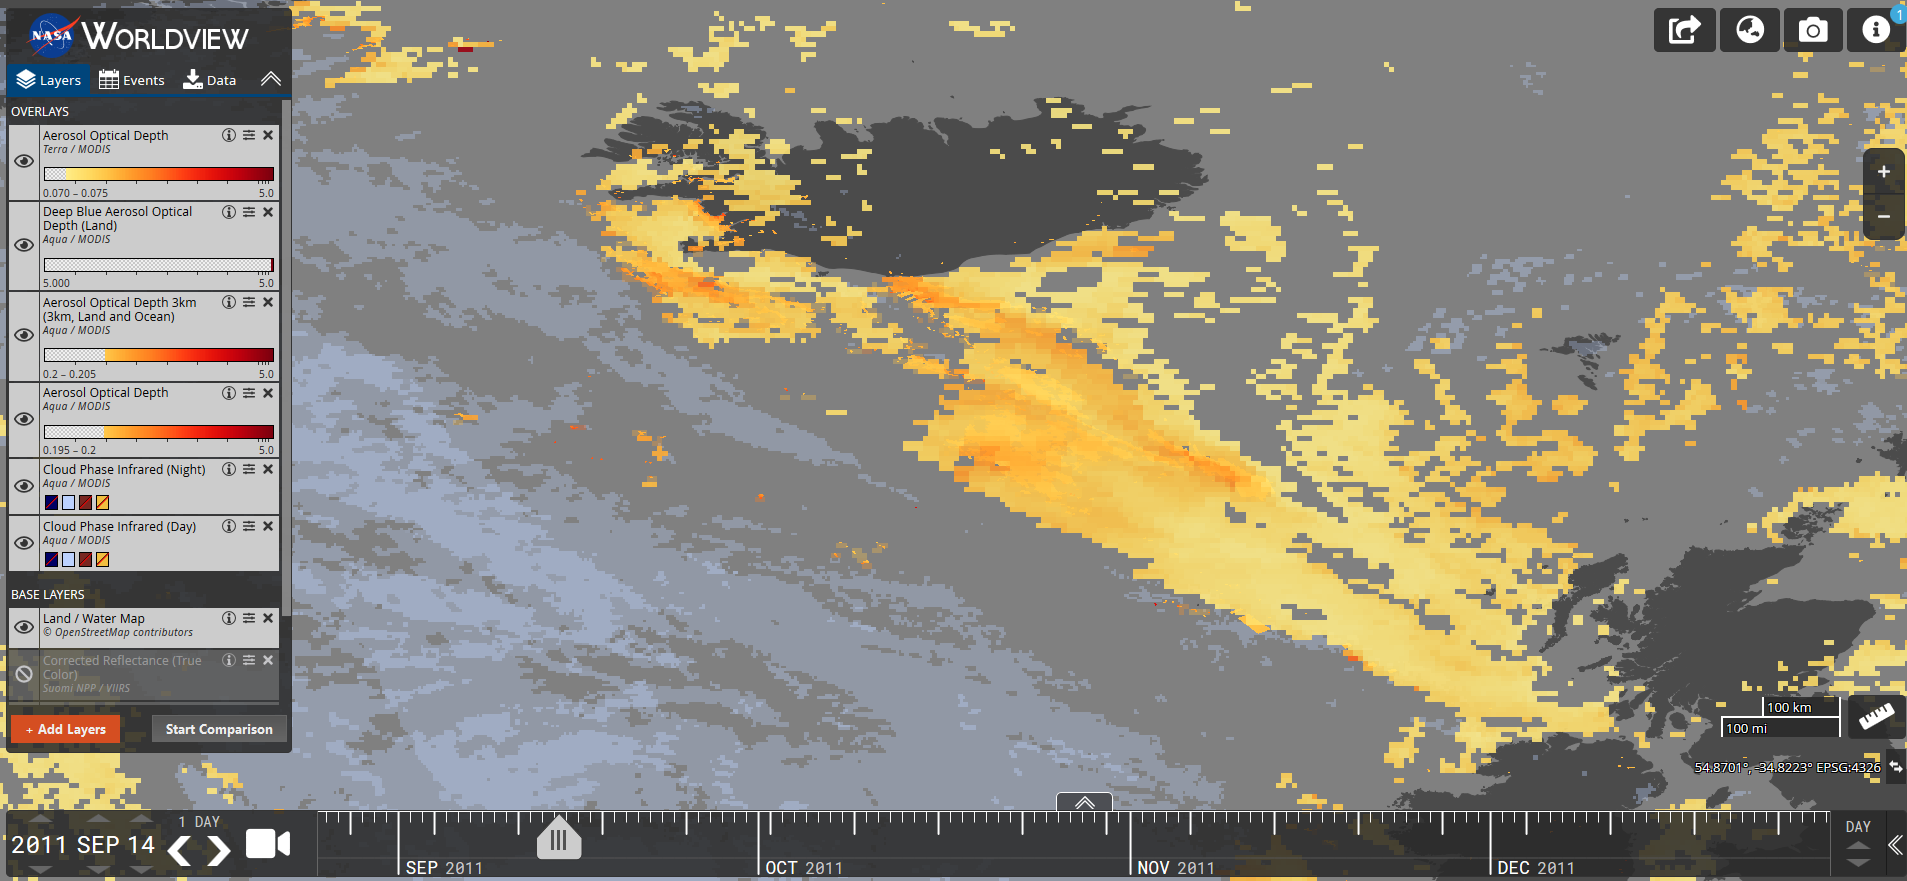 NASA WORLDVIEW
Layers Events Data
OVERLAYS
Aerosol Optical Depth
Terra / MODIS
0.070 – 0.075 5.0
Deep Blue Aerosol Optical
Depth (Land)
Aqua / MODIS
5.000 5.0
Aerosol Optical Depth 3km
(3km, Land and Ocean)
Aqua / MODIS
0.2 – 0.205 5.0
Aerosol Optical Depth
Aqua / MODIS
0.195 – 0.2 5.0
Cloud Phase Infrared (Night)
Aqua / MODIS
Cloud Phase Infrared (Day)
Aqua / MODIS
BASE LAYERS
Land / Water Map
© OpenStreetMap contributors
Corrected Reflectance (True
Color)
Suomi NPP / VIIRS
+ Add Layers Start Comparison
1
+
−
100 km
100 mi
54.8701°, -34.8223° EPSG:4326
1 DAY
2011 SEP 14
SEP 2011 OCT 2011 NOV 2011 DEC 2011
DAY